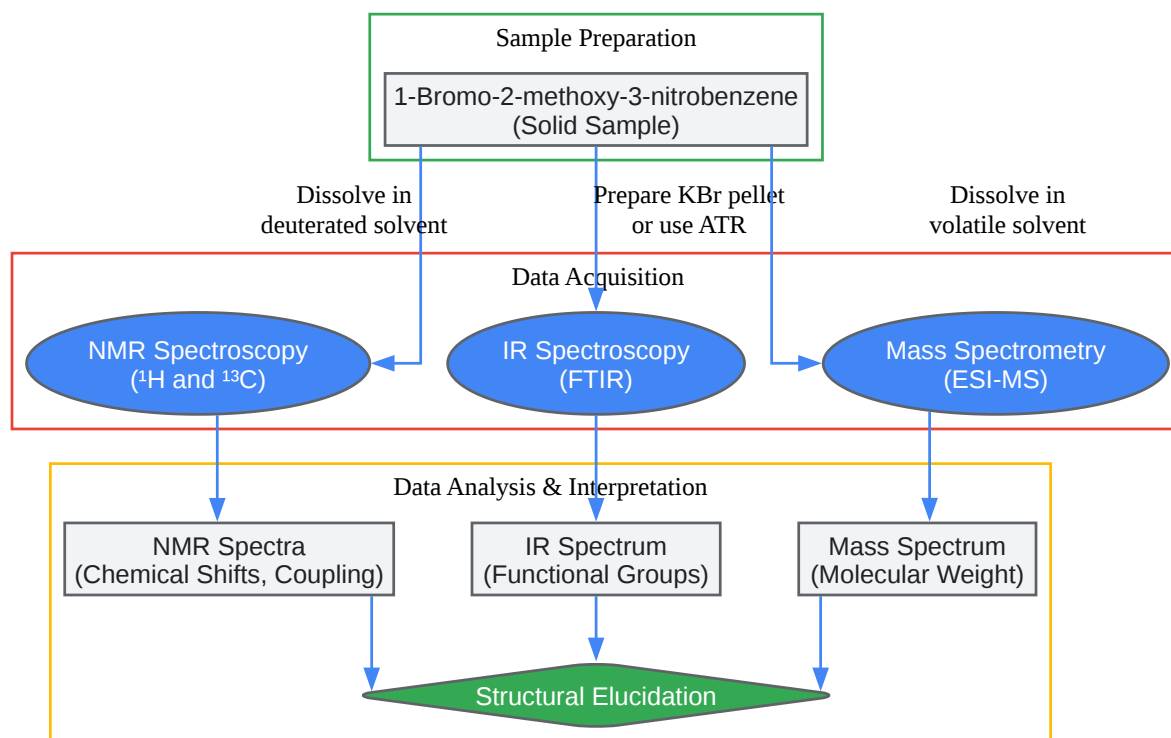 Sample Preparation
1-Bromo-2-methoxy-3-nitrobenzene
(Solid Sample)
Dissolve in
deuterated solvent
Prepare KBr pellet
or use ATR
Dissolve in
volatile solvent
Data Acquisition
NMR Spectroscopy
(¹H and ¹³C)
IR Spectroscopy
(FTIR)
Mass Spectrometry
(ESI-MS)
Data Analysis & Interpretation
NMR Spectra
(Chemical Shifts, Coupling)
IR Spectrum
(Functional Groups)
Mass Spectrum
(Molecular Weight)
Structural Elucidation